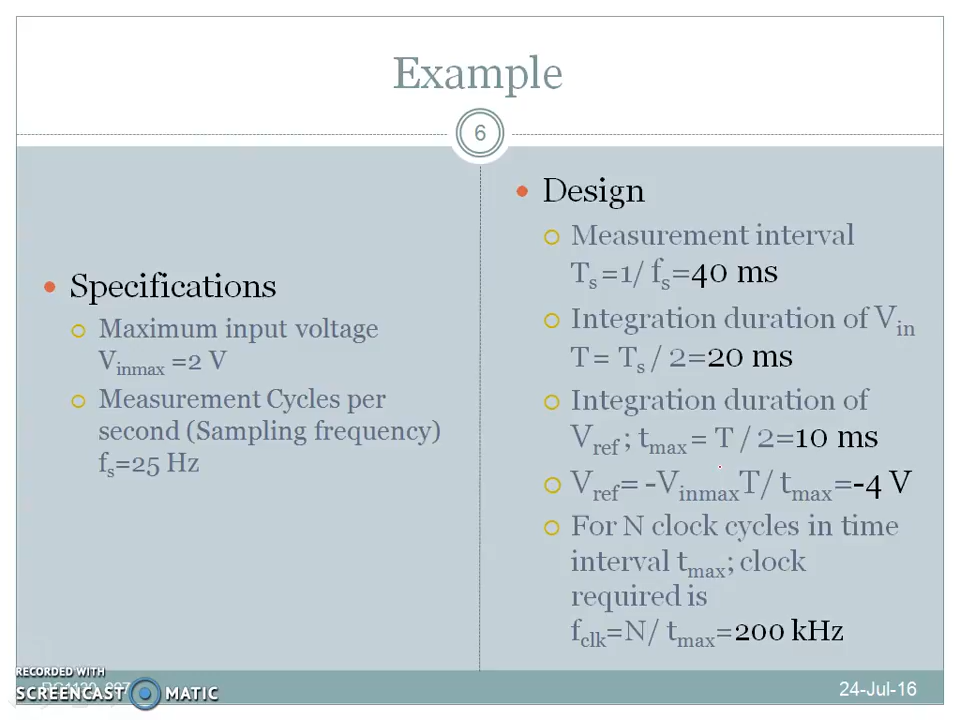 Example
6
Specifications
Maximum input voltage
Vinmax =2 V
Measurement Cycles per
second (Sampling frequency)
fs=25 Hz
Design
Measurement interval
Ts =1/ fs=40 ms
Integration duration of Vin
T= Ts / 2=20 ms
Integration duration of
Vref ; tmax = T / 2=10 ms
Vref= -VinmaxT/ tmax=-4 V
For N clock cycles in time
interval tmax; clock
required is
fclk=N/ tmax=200 kHz
RECORDED WITH
SCREENCAST MATIC
24-Jul-16